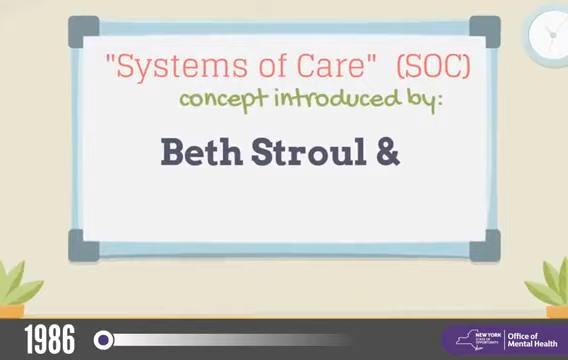 "Systems of Care" (SOC)
concept introduced by:
Beth Stroul &
1986
NEW YORK
STATE OF
OPPORTUNITY
Office of
Mental Health